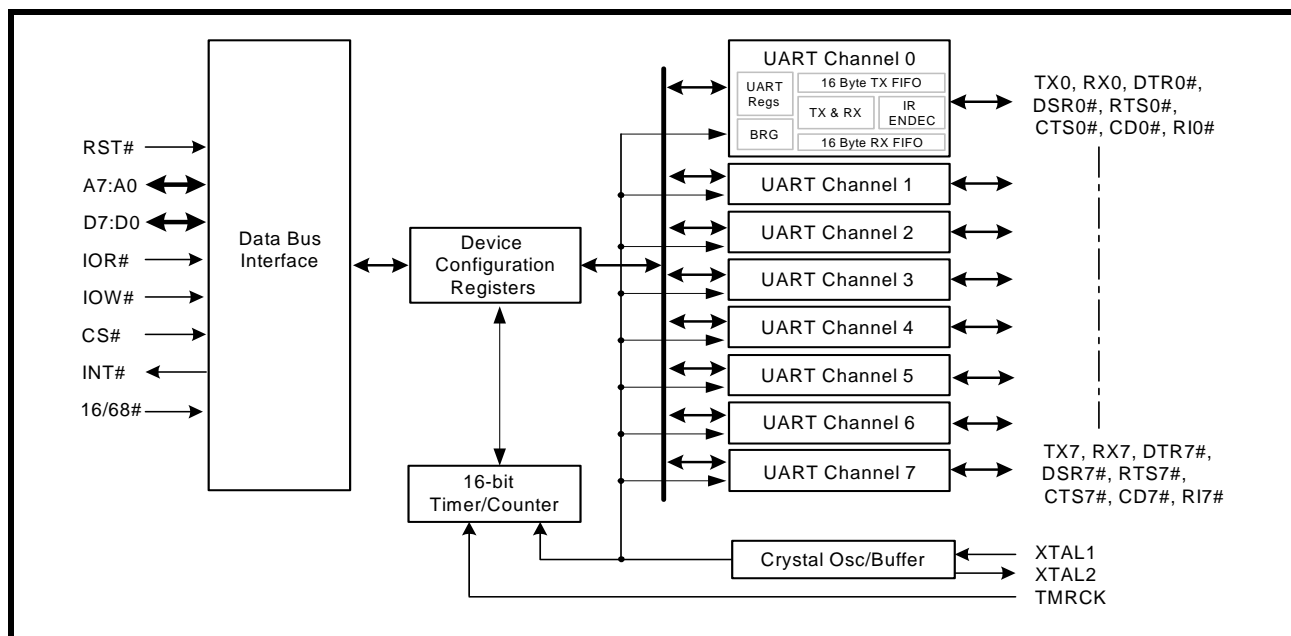 RST#
A7:A0
D7:D0
IOR#
IOW#
CS#
INT#
16/68#
Data Bus
Interface
Device
Configuration
Registers
16-bit
Timer/Counter
UART Channel 0
UART
Regs
BRG
16 Byte TX FIFO
TX & RX
IR
ENDEC
16 Byte RX FIFO
UART Channel 1
UART Channel 2
UART Channel 3
UART Channel 4
UART Channel 5
UART Channel 6
UART Channel 7
Crystal Osc/Buffer
TX0, RX0, DTR0#,
DSR0#, RTS0#,
CTS0#, CD0#, RI0#
TX7, RX7, DTR7#,
DSR7#, RTS7#,
CTS7#, CD7#, RI7#
XTAL1
XTAL2
TMRCK